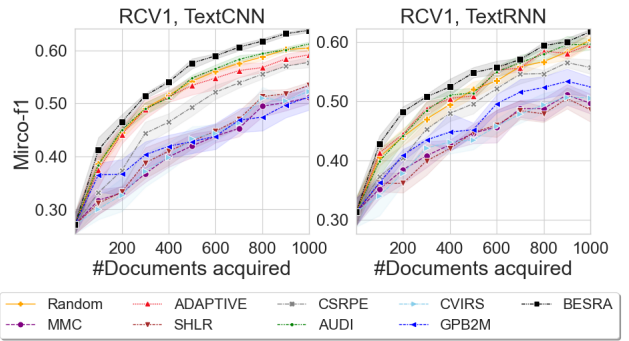 RCV1, TextCNN
RCV1, TextRNN
Mirco-f1
0.60
0.50
0.40
0.30
200 400 600 800 1000
#Documents acquired
0.60
0.50
0.40
0.30
200 400 600 800 1000
#Documents acquired
Random ADAPTIVE CSRPE CVIRS BESRA
MMC SHLR AUDI GPB2M